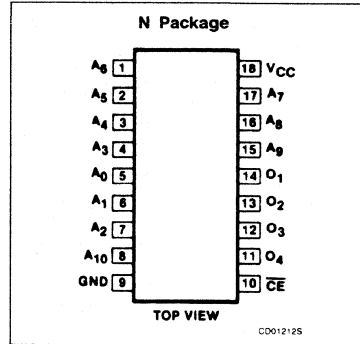 N Package
A6 1 18 VCC
A5 2 17 A7
A4 3 16 A8
A3 4 15 A9
A0 5 14 O1
A1 6 13 O2
A2 7 12 O3
A10 8 11 O4
GND 9 10 C̅E̅
TOP VIEW
CD01212S